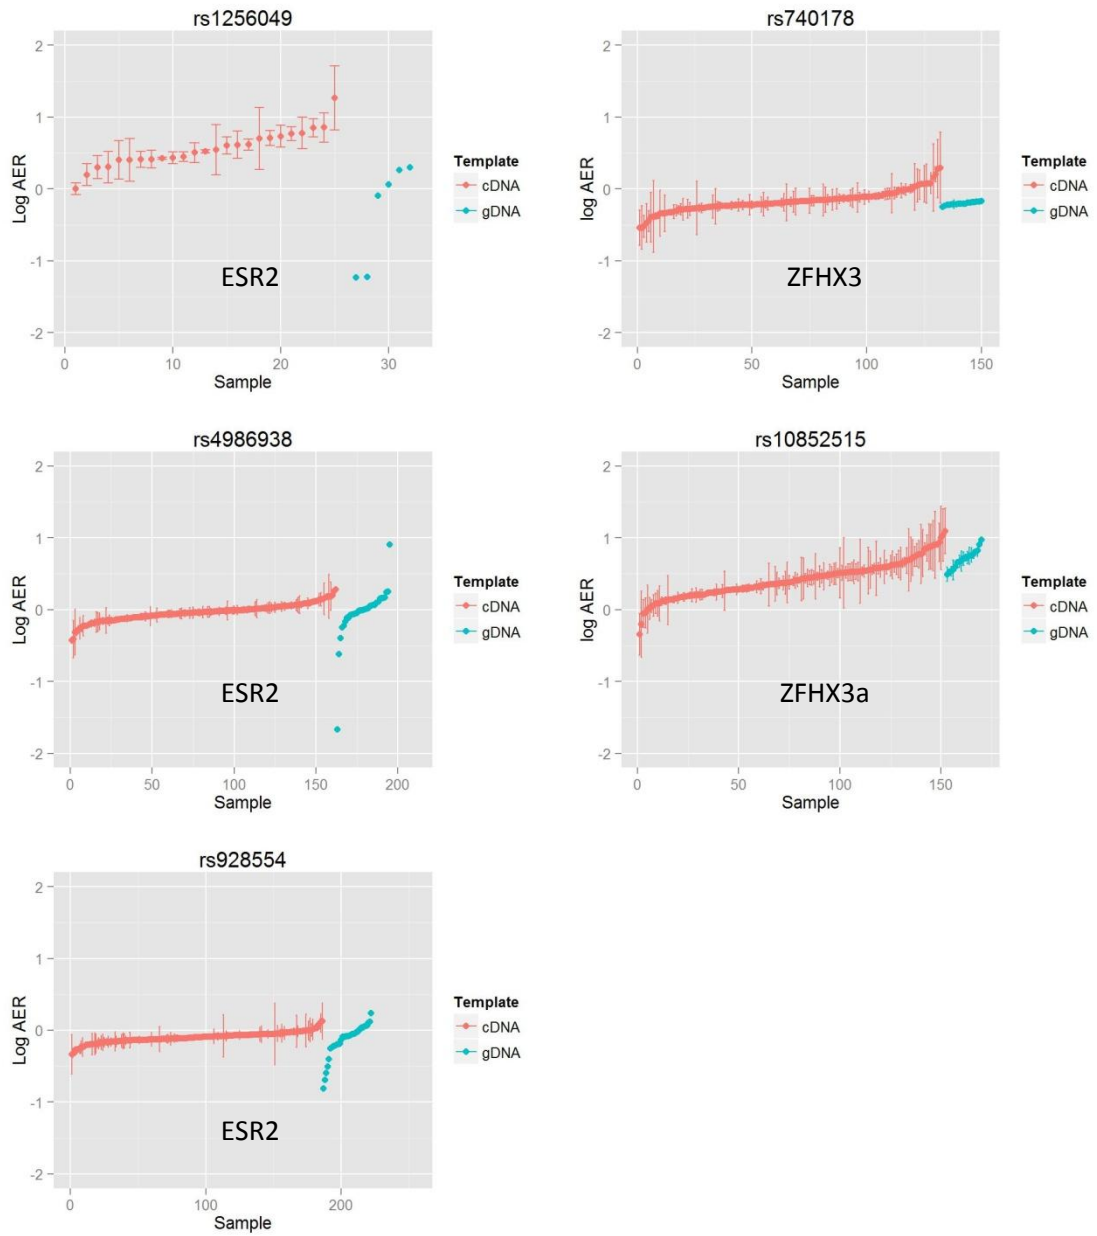 rs1256049
2
1
0
-1
-2
Log AER
ESR2
0 10 20 30
Sample
Template
cDNA
gDNA
rs740178
2
1
0
-1
-2
log AER
ZFHX3
0 50 100 150
Sample
Template
cDNA
gDNA
rs4986938
2
1
0
-1
-2
Log AER
ESR2
0 50 100 150 200
Sample
Template
cDNA
gDNA
rs10852515
2
1
0
-1
-2
log AER
ZFHX3a
0 50 100 150
Sample
Template
cDNA
gDNA
rs928554
2
1
0
-1
-2
Log AER
ESR2
0 100 200
Sample
Template
cDNA
gDNA